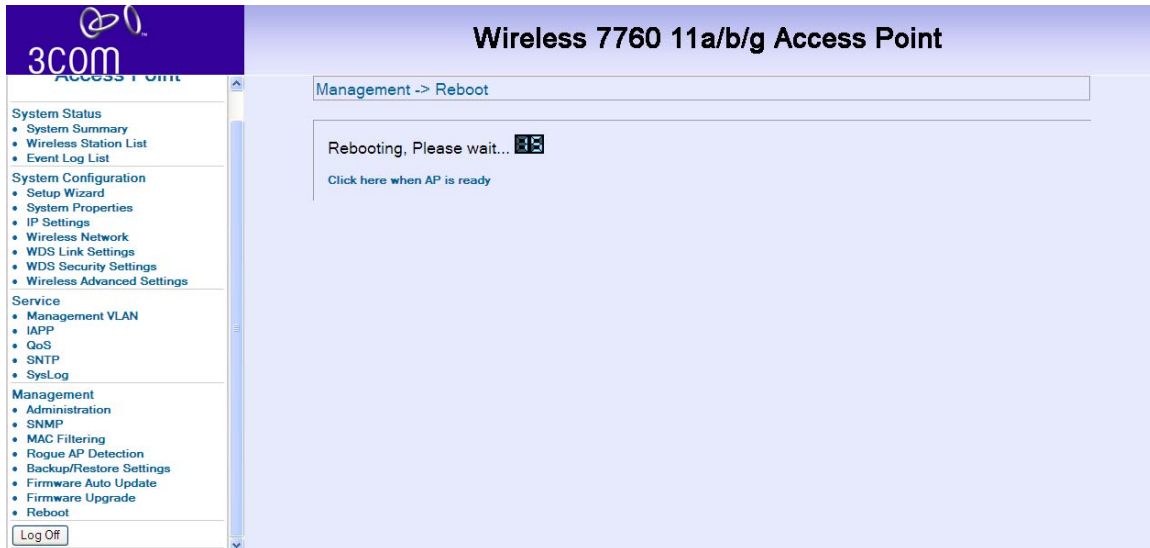 3com
Wireless 7760 11a/b/g Access Point
Access Point
System Status
System Summary
Wireless Station List
Event Log List
System Configuration
Setup Wizard
System Properties
IP Settings
Wireless Network
WDS Link Settings
WDS Security Settings
Wireless Advanced Settings
Service
Management VLAN
IAPP
QoS
SNTP
SysLog
Management
Administration
SNMP
MAC Filtering
Rogue AP Detection
Backup/Restore Settings
Firmware Auto Update
Firmware Upgrade
Reboot
Log Off
Management -> Reboot
Rebooting, Please wait...
Click here when AP is ready